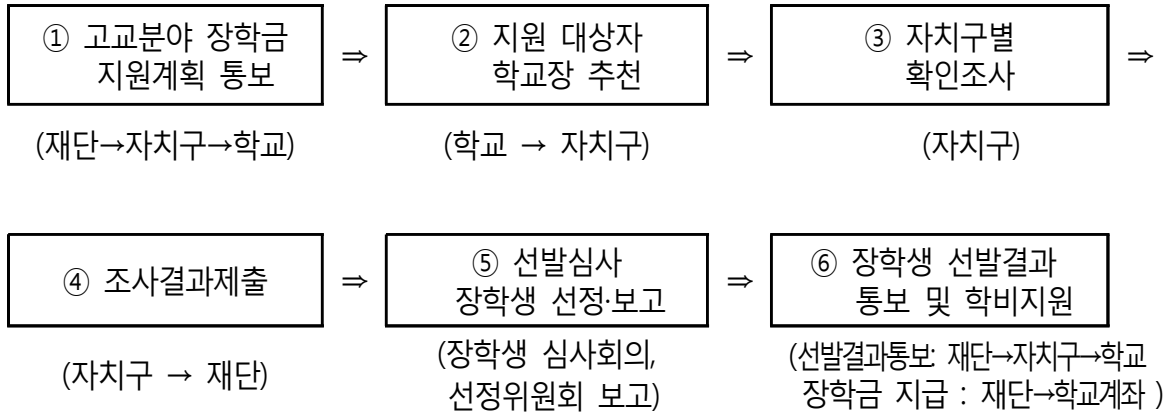 ① 고교분야 장학금
지원계획 통보
⇒
② 지원 대상자
학교장 추천
⇒
③ 자치구별
확인조사
⇒
(재단→자치구→학교)
(학교 → 자치구)
(자치구)
④ 조사결과제출
⇒
⑤ 선발심사
장학생 선정·보고
⇒
⑥ 장학생 선발결과
통보 및 학비지원
(자치구 → 재단)
(장학생 심사회의,
선정위원회 보고)
(선발결과통보: 재단→자치구→학교
장학금 지급 : 재단→학교계좌 )